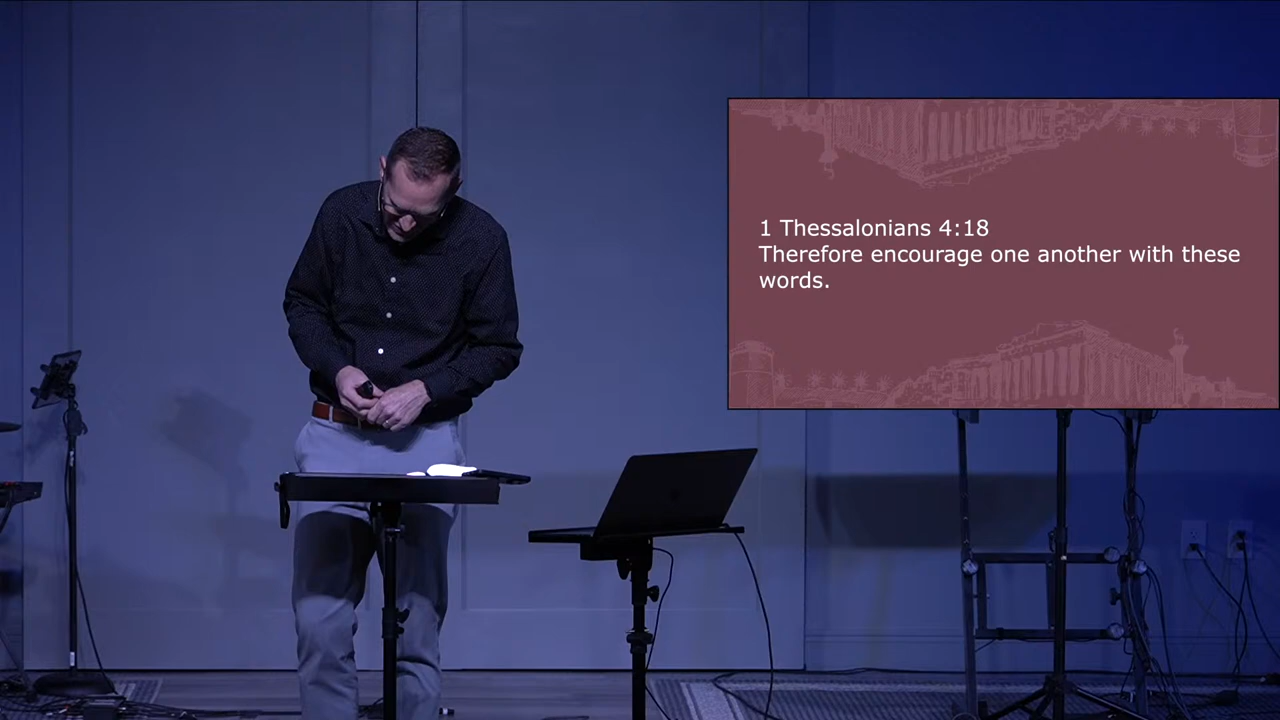 1 Thessalonians 4:18
Therefore encourage one another with these
words.